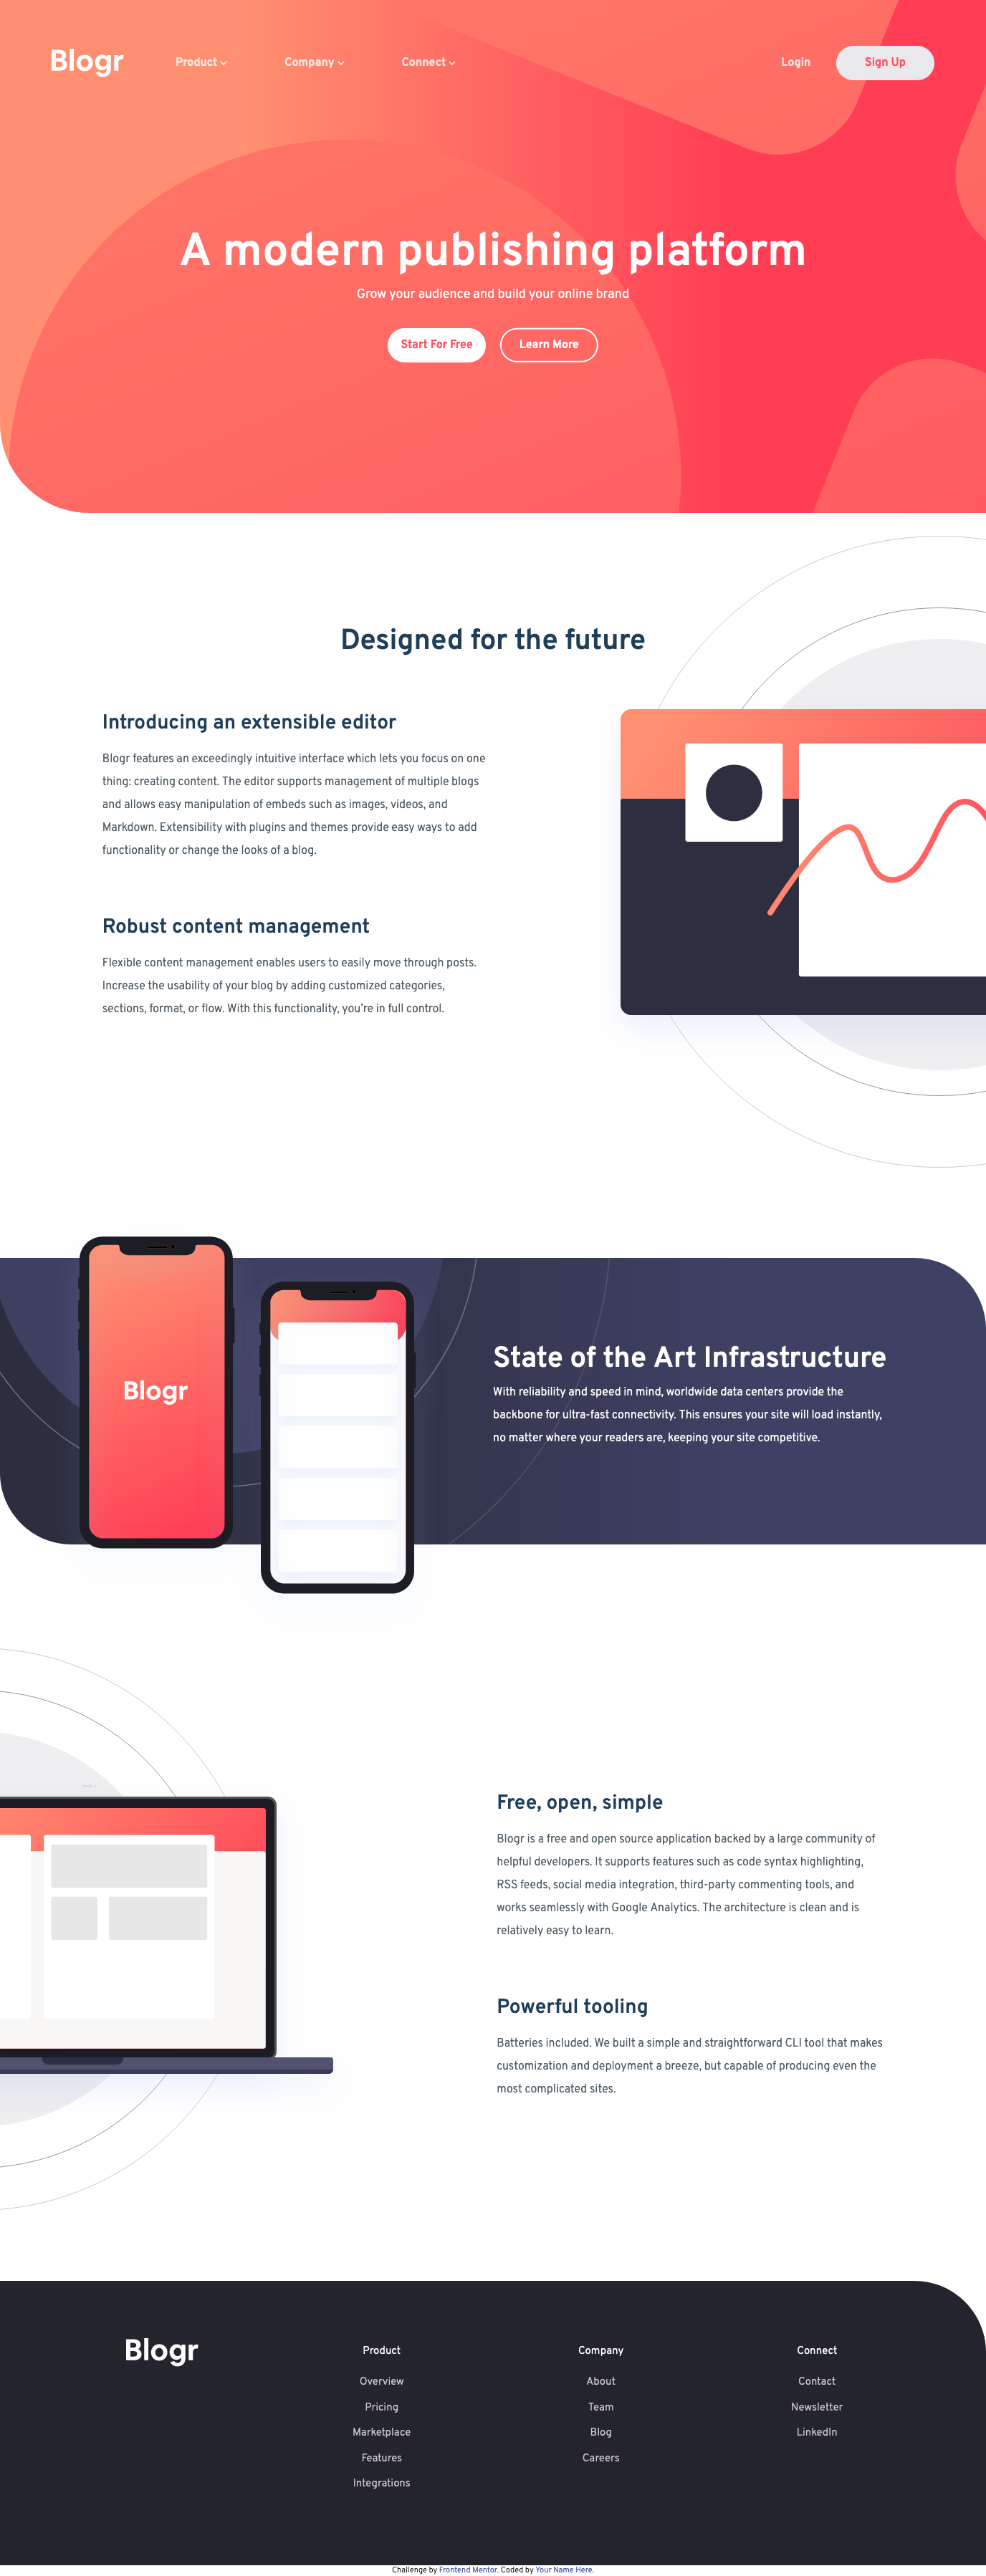 Blogr
Product
Company
Connect
Login
Sign Up
A modern publishing platform
Grow your audience and build your online brand
Start For Free
Learn More
Designed for the future
Introducing an extensible editor
Blogr features an exceedingly intuitive interface which lets you focus on one
thing: creating content. The editor supports management of multiple blogs
and allows easy manipulation of embeds such as images, videos, and
Markdown. Extensibility with plugins and themes provide easy ways to add
functionality or change the looks of a blog.
Robust content management
Flexible content management enables users to easily move through posts.
Increase the usability of your blog by adding customized categories,
sections, format, or flow. With this functionality, you're in full control.
Blogr
State of the Art Infrastructure
With reliability and speed in mind, worldwide data centers provide the
backbone for ultra-fast connectivity. This ensures your site will load instantly,
no matter where your readers are, keeping your site competitive.
Free, open, simple
Blogr is a free and open source application backed by a large community of
helpful developers. It supports features such as code syntax highlighting,
RSS feeds, social media integration, third-party commenting tools, and
works seamlessly with Google Analytics. The architecture is clean and is
relatively easy to learn.
Powerful tooling
Batteries included. We built a simple and straightforward CLI tool that makes
customization and deployment a breeze, but capable of producing even the
most complicated sites.
Blogr
Product
Overview
Pricing
Marketplace
Features
Integrations
Company
About
Team
Blog
Careers
Connect
Contact
Newsletter
LinkedIn
Challenge by Frontend Mentor. Coded by Your Name Here.